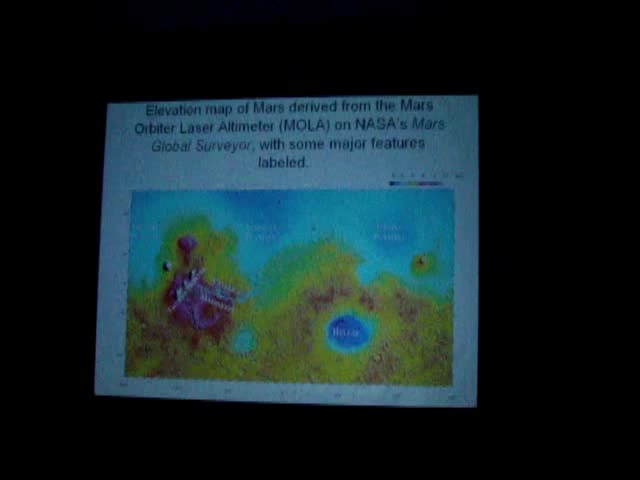 Elevation map of Mars derived from the Mars
Orbiter Laser Altimeter (MOLA) on NASA's Mars
Global Surveyor, with some major features
labeled.
Hellas